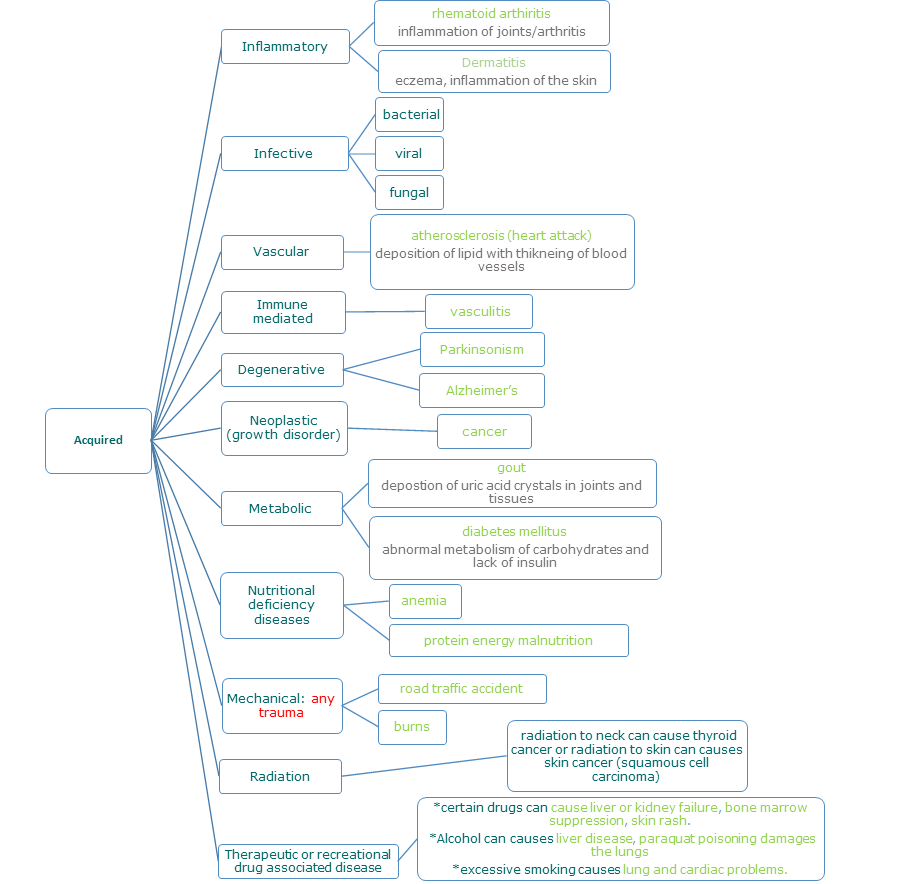 rhematoid arthiritis
inflammation of joints/arthritis
Inflammatory
Dermatitis
eczema, inflammation of the skin
bacterial
Infective
viral
fungal
atherosclerosis (heart attack)
Vascular
deposition of lipid with thikneing of blood
vessels
Immune
mediated
vasculitis
Parkinsonism
Degenerative
Alzheimer's
Acquired
Neoplastic
(growth disorder)
cancer
gout
depostion of uric acid crystals in joints and
tissues
Metabolic
diabetes mellitus
abnormal metabolism of carbohydrates and
lack of insulin
Nutritional
deficiency
diseases
anemia
protein energy malnutrition
Mechanical: any
trauma
road traffic accident
burns
Radiation
radiation to neck can cause thyroid
cancer or radiation to skin can causes
skin cancer (squamous cell
carcinoma)
Therapeutic or recreational
drug associated disease
*certain drugs can cause liver or kidney failure, bone marrow
suppression, skin rash.
*Alcohol can causes liver disease, paraquat poisoning damages
the lungs
*excessive smoking causes lung and cardiac problems.